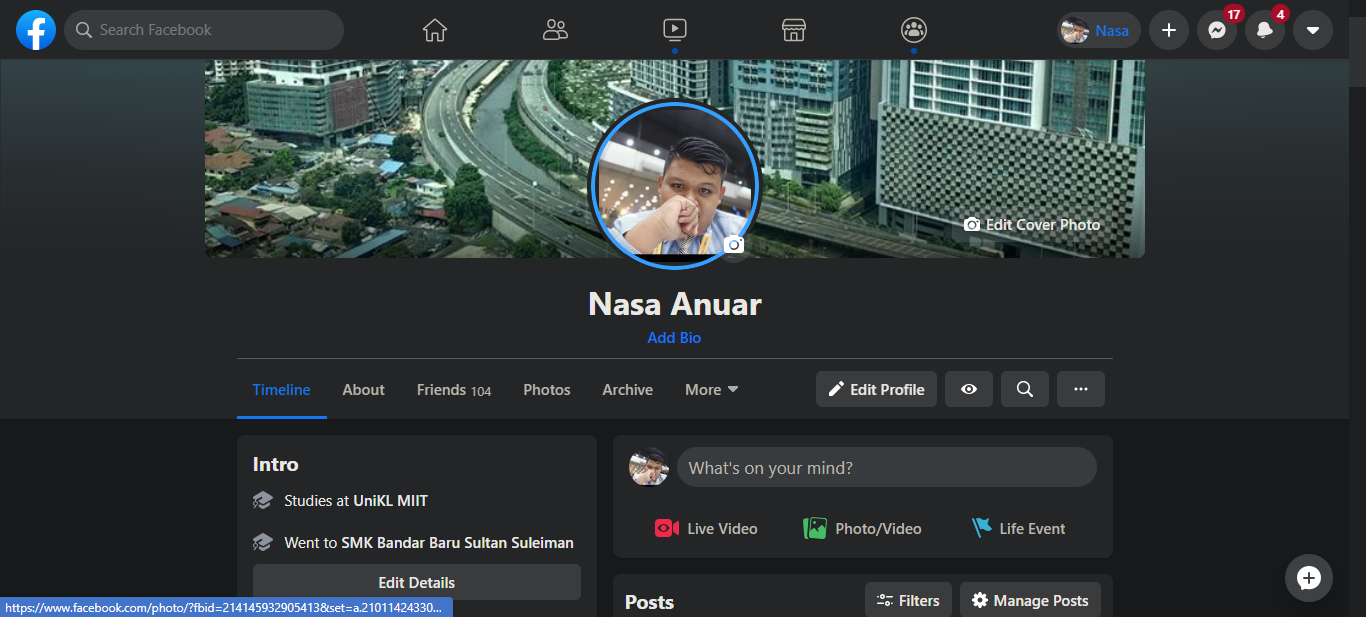 Search Facebook
Nasa
17
4
Edit Cover Photo
Nasa Anuar
Add Bio
Timeline
About
Friends 104
Photos
Archive
More
Edit Profile
Intro
Studies at UniKL MIIT
Went to SMK Bandar Baru Sultan Suleiman
Edit Details
What's on your mind?
Live Video
Photo/Video
Life Event
Posts
Filters
Manage Posts
https://www.facebook.com/photo/?fbid=214145932905413&set=a.21011424330...